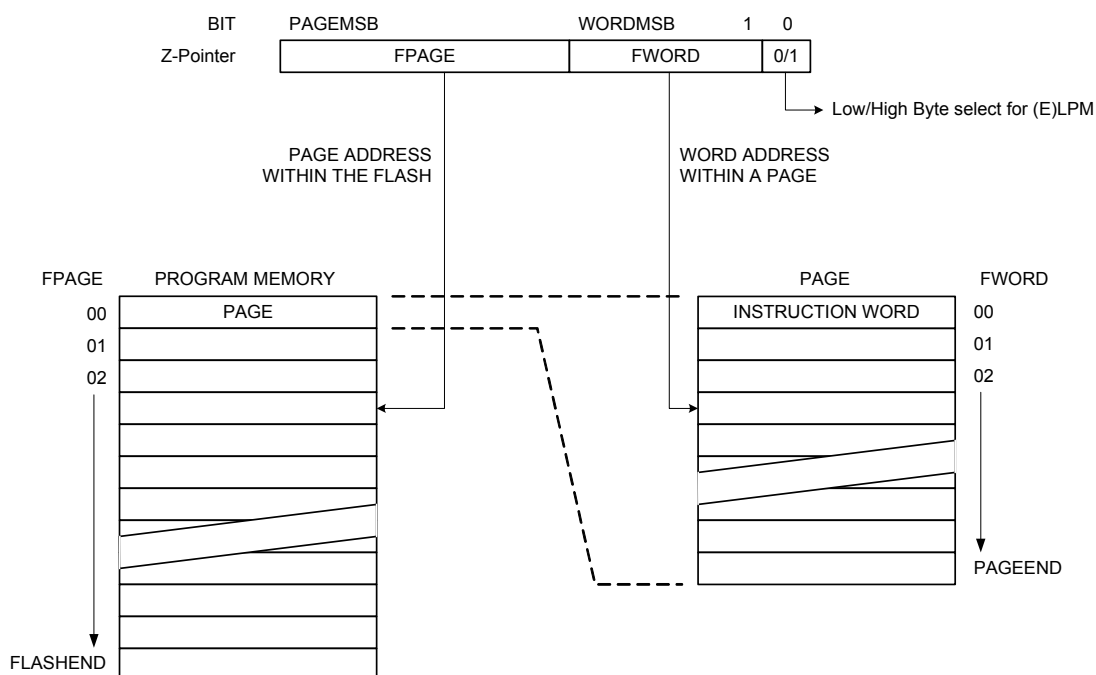 BIT PAGEMSB WORDMSB 1 0
Z-Pointer FPAGE FWORD 0/1
Low/High Byte select for (E)LPM
PAGE ADDRESS
WITHIN THE FLASH
WORD ADDRESS
WITHIN A PAGE
FPAGE PROGRAM MEMORY
00 PAGE
01
02
FLASHEND
PAGE FWORD
INSTRUCTION WORD 00
01
02
PAGEEND